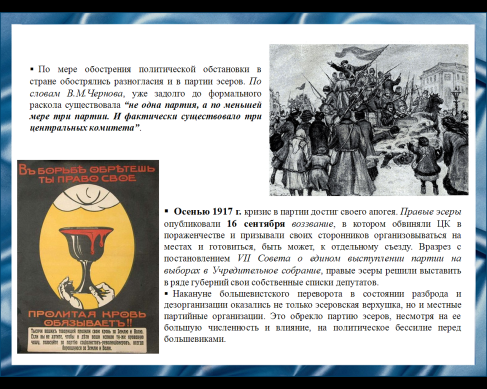 ▪ По мере обострения политической обстановки в
стране обострялись разногласия и в партии эсеров. По
словам В.М.Чернова, уже задолго до формального
раскола существовала “не одна партия, а по меньшей
мере три партии. И фактически существовало три
центральных комитета”.
Въ борьбѣ обрѣтешь
ты право свое
пролитая кровь
обязываетъ!!
▪ Осенью 1917 г. кризис в партии достиг своего апогея. Правые эсеры
опубликовали 16 сентября воззвание, в котором обвиняли ЦК в
пораженчестве и призывали своих сторонников организовываться на
местах и готовиться, быть может, к отдельному съезду. Вразрез с
постановлением VII Совета о едином выступлении партии на
выборах в Учредительное собрание, правые эсеры решили выставить
в ряде губерний свои собственные списки депутатов.
▪ Накануне большевистского переворота в состоянии разброда и
дезорганизации оказались не только эсеровская верхушка, но и местные
партийные организации. Это обрекло партию эсеров, несмотря на ее
большую численность и влияние, на политическое бессилие перед
большевиками.